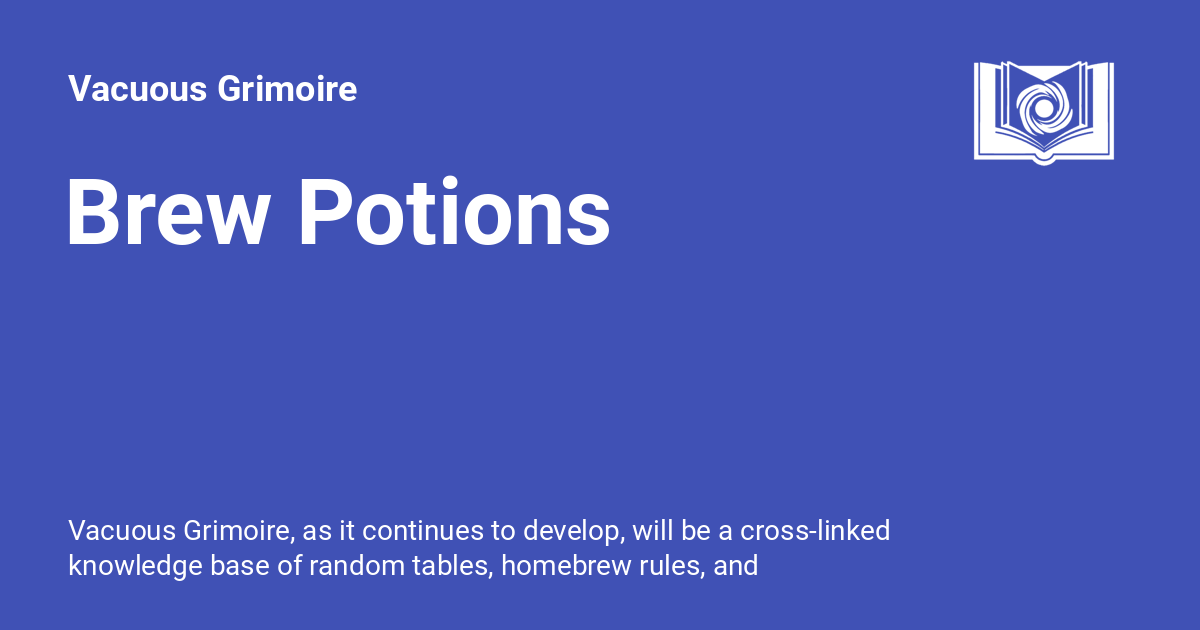 Vacuous Grimoire
Brew Potions
Vacuous Grimoire, as it continues to develop, will be a cross-linked
knowledge base of random tables, homebrew rules, and